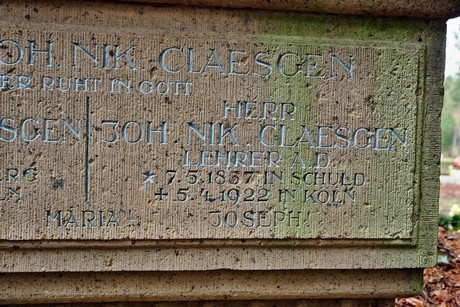 JOH. NIK. CLAESGEN
ER RUHT IN GOTT
HERR
JOH. NIK. CLAESGEN
LEHRER A.D.
* 7.5.1837 IN SCHULD
+ 5.4.1922 IN KÖLN
MARIA! JOSEPH!